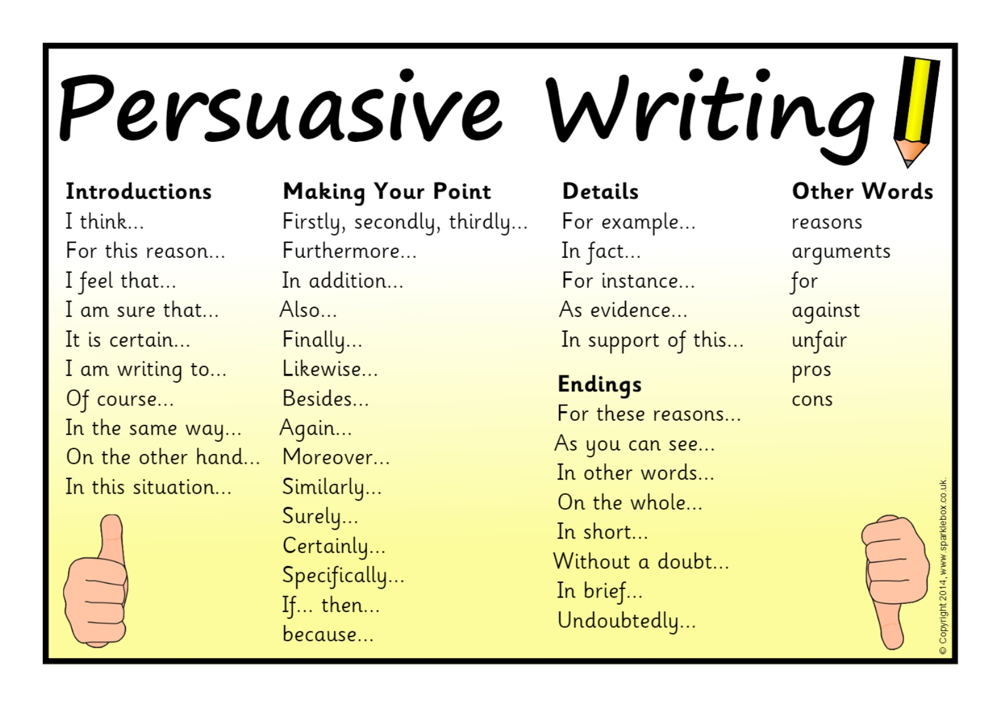 Persuasive Writing
Introductions
I think...
For this reason...
I feel that...
I am sure that...
It is certain...
I am writing to...
Of course...
In the same way...
On the other hand...
In this situation...
Making Your Point
Firstly, secondly, thirdly...
Furthermore...
In addition...
Also...
Finally...
Likewise...
Besides...
Again...
Moreover...
Similarly...
Surely...
Certainly...
Specifically...
If... then...
because...
Details
For example...
In fact...
For instance...
As evidence...
In support of this...
Endings
For these reasons...
As you can see...
In other words...
On the whole...
In short...
Without a doubt...
In brief...
Undoubtedly...
Other Words
reasons
arguments
for
against
unfair
pros
cons
© Copyright 2014, www.sparklebox.co.uk.